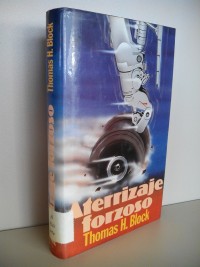 Thomas H. Block
Aterrizaje
forzoso
Aterrizaje
forzoso
Thomas H. Block